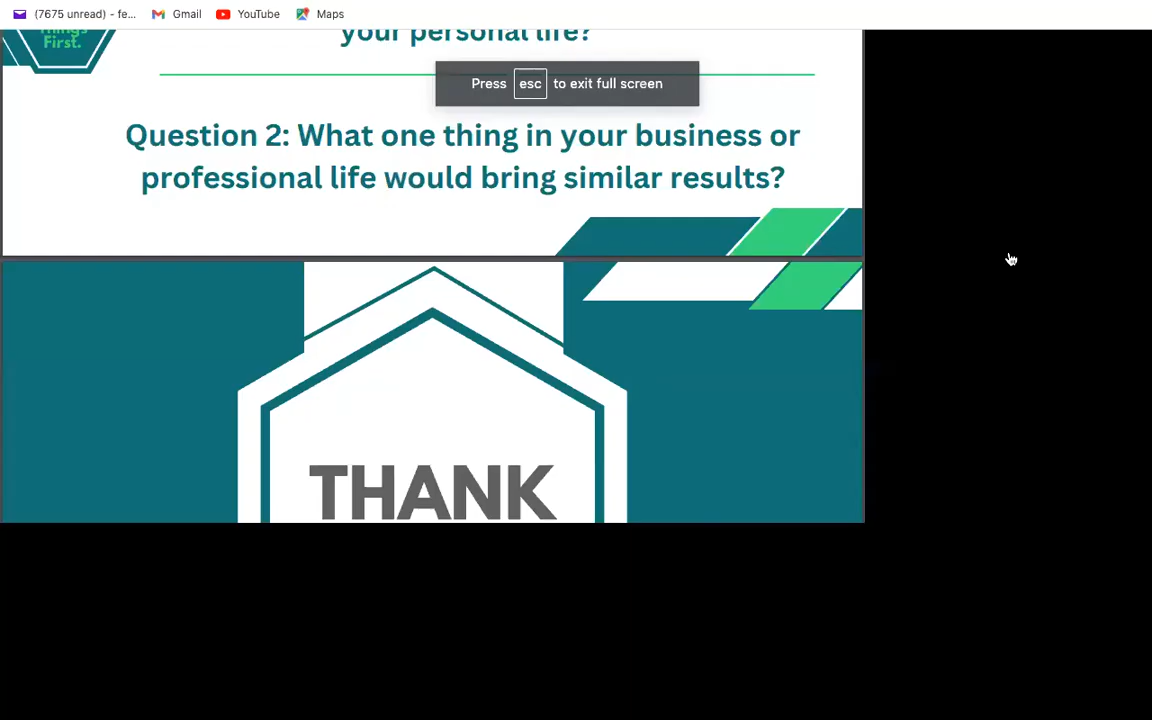 (7675 unread) - fe...
Gmail
YouTube
Maps
Things
First.
your personal life?
Press esc to exit full screen
Question 2: What one thing in your business or
professional life would bring similar results?
THANK